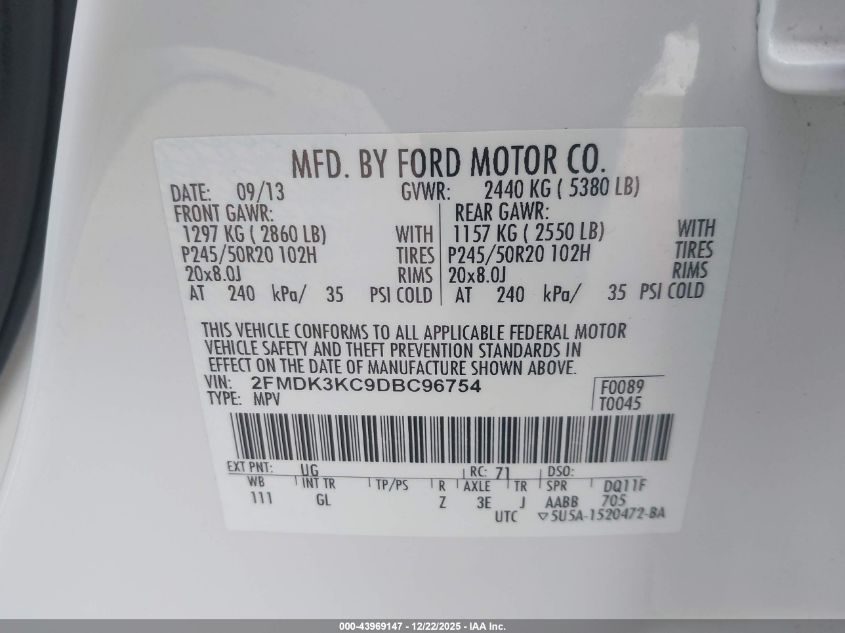 MFD. BY FORD MOTOR CO.
DATE: 09/13 GVWR: 2440 KG ( 5380 LB)
FRONT GAWR: REAR GAWR:
1297 KG ( 2860 LB) WITH 1157 KG ( 2550 LB) WITH
P245/50R20 102H TIRES P245/50R20 102H TIRES
20x8.0J RIMS 20x8.0J RIMS
AT 240 kPa/ 35 PSI COLD AT 240 kPa/ 35 PSI COLD
THIS VEHICLE CONFORMS TO ALL APPLICABLE FEDERAL MOTOR
VEHICLE SAFETY AND THEFT PREVENTION STANDARDS IN
EFFECT ON THE DATE OF MANUFACTURE SHOWN ABOVE.
VIN: 2FMDK3KC9DBC96754 F0089
TYPE: MPV T0045
EXT PNT: UG RC: 71 DSO:
WB INT TR TP/PS R AXLE TR SPR DQ11F
111 GL Z 3E J AABB 705
UTC ▽5U5A-1520472-BA
000-43969147 - 12/22/2025 - IAA Inc.